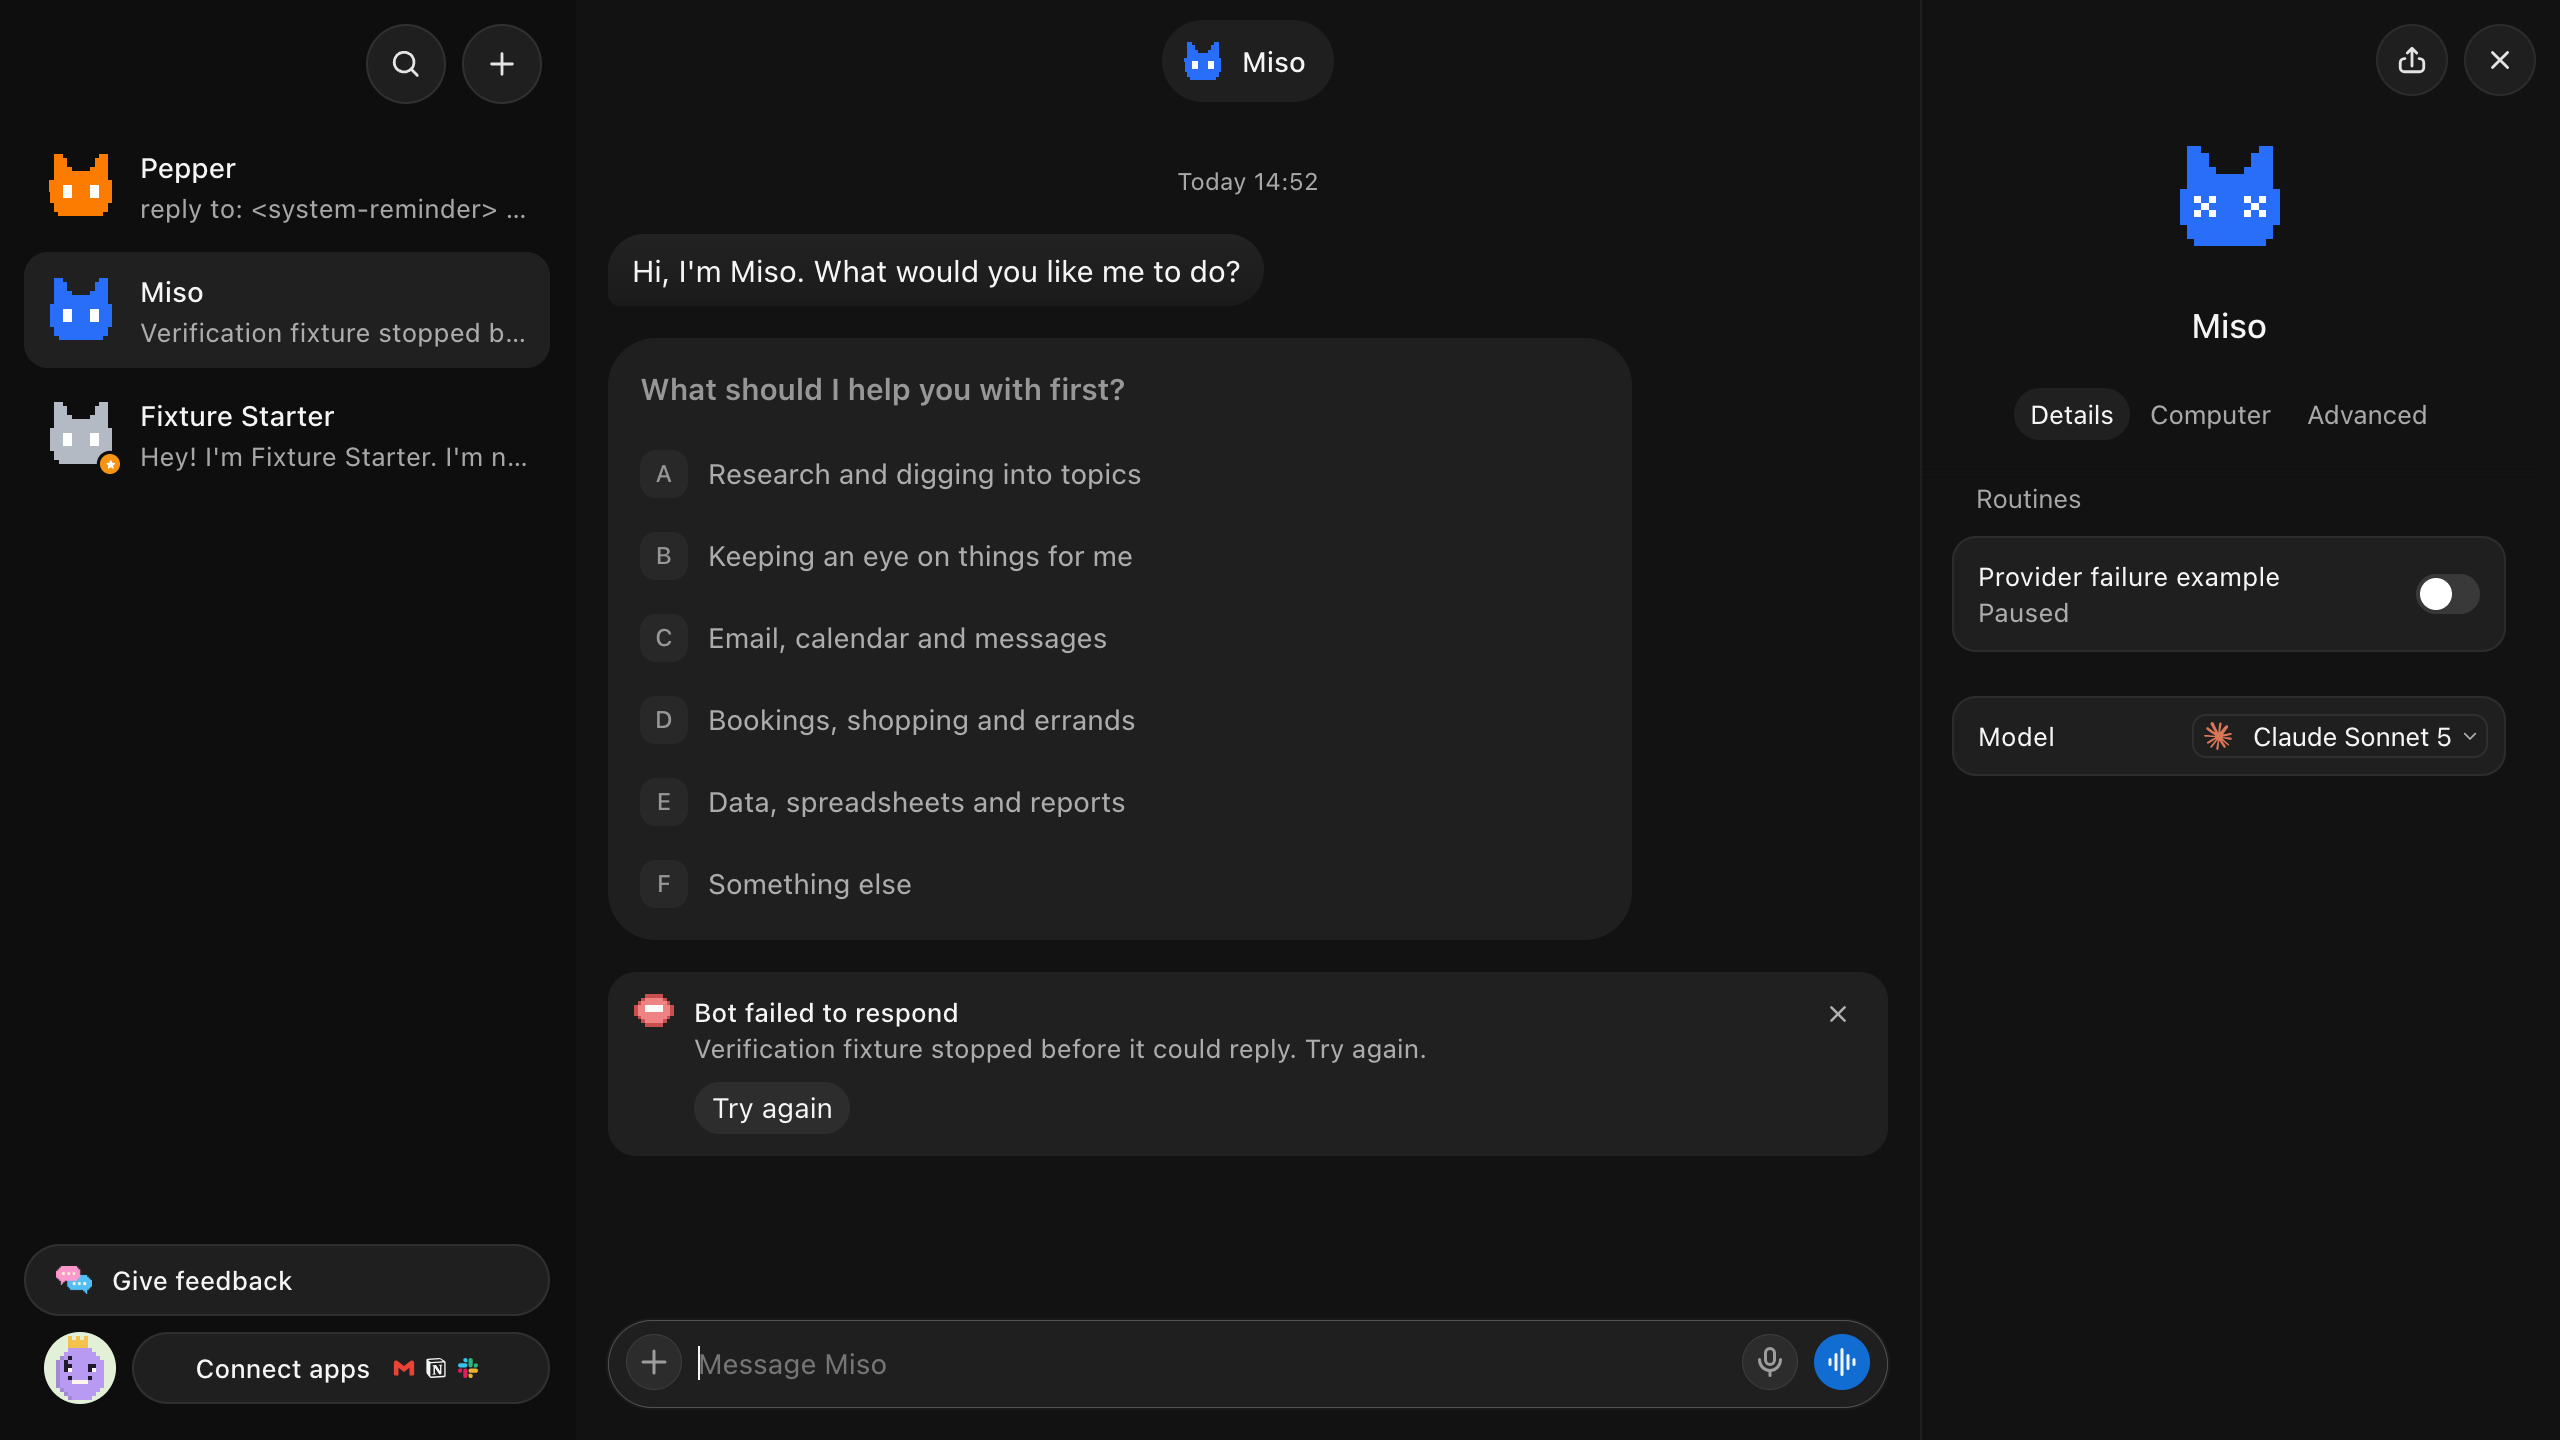 Pepper
reply to: <system-reminder> ...
Miso
Verification fixture stopped b...
Fixture Starter
Hey! I'm Fixture Starter. I'm n...
Give feedback
Connect apps
Miso
Today 14:52
Hi, I'm Miso. What would you like me to do?
What should I help you with first?
A Research and digging into topics
B Keeping an eye on things for me
C Email, calendar and messages
D Bookings, shopping and errands
E Data, spreadsheets and reports
F Something else
Bot failed to respond
Verification fixture stopped before it could reply. Try again.
Try again
Message Miso
Miso
Details Computer Advanced
Routines
Provider failure example
Paused
Model Claude Sonnet 5